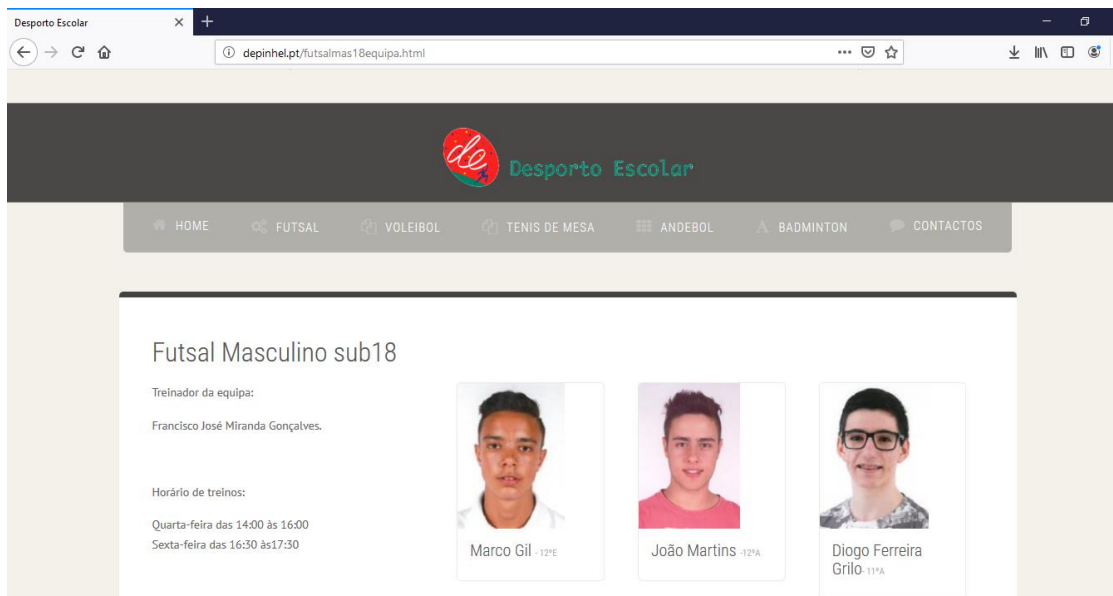 Desporto Escolar
depinhel.pt/futsalmas18equipa.html
de
Desporto Escolar
HOME
FUTSAL
VOLEIBOL
TENIS DE MESA
ANDEBOL
BADMINTON
CONTACTOS
Futsal Masculino sub18
Treinador da equipa:
Francisco José Miranda Gonçalves.
Horário de treinos:
Quarta-feira das 14:00 às 16:00
Sexta-feira das 16:30 às17:30
Marco Gil - 12ºE
João Martins -12ºA
Diogo Ferreira
Grilo- 11ºA